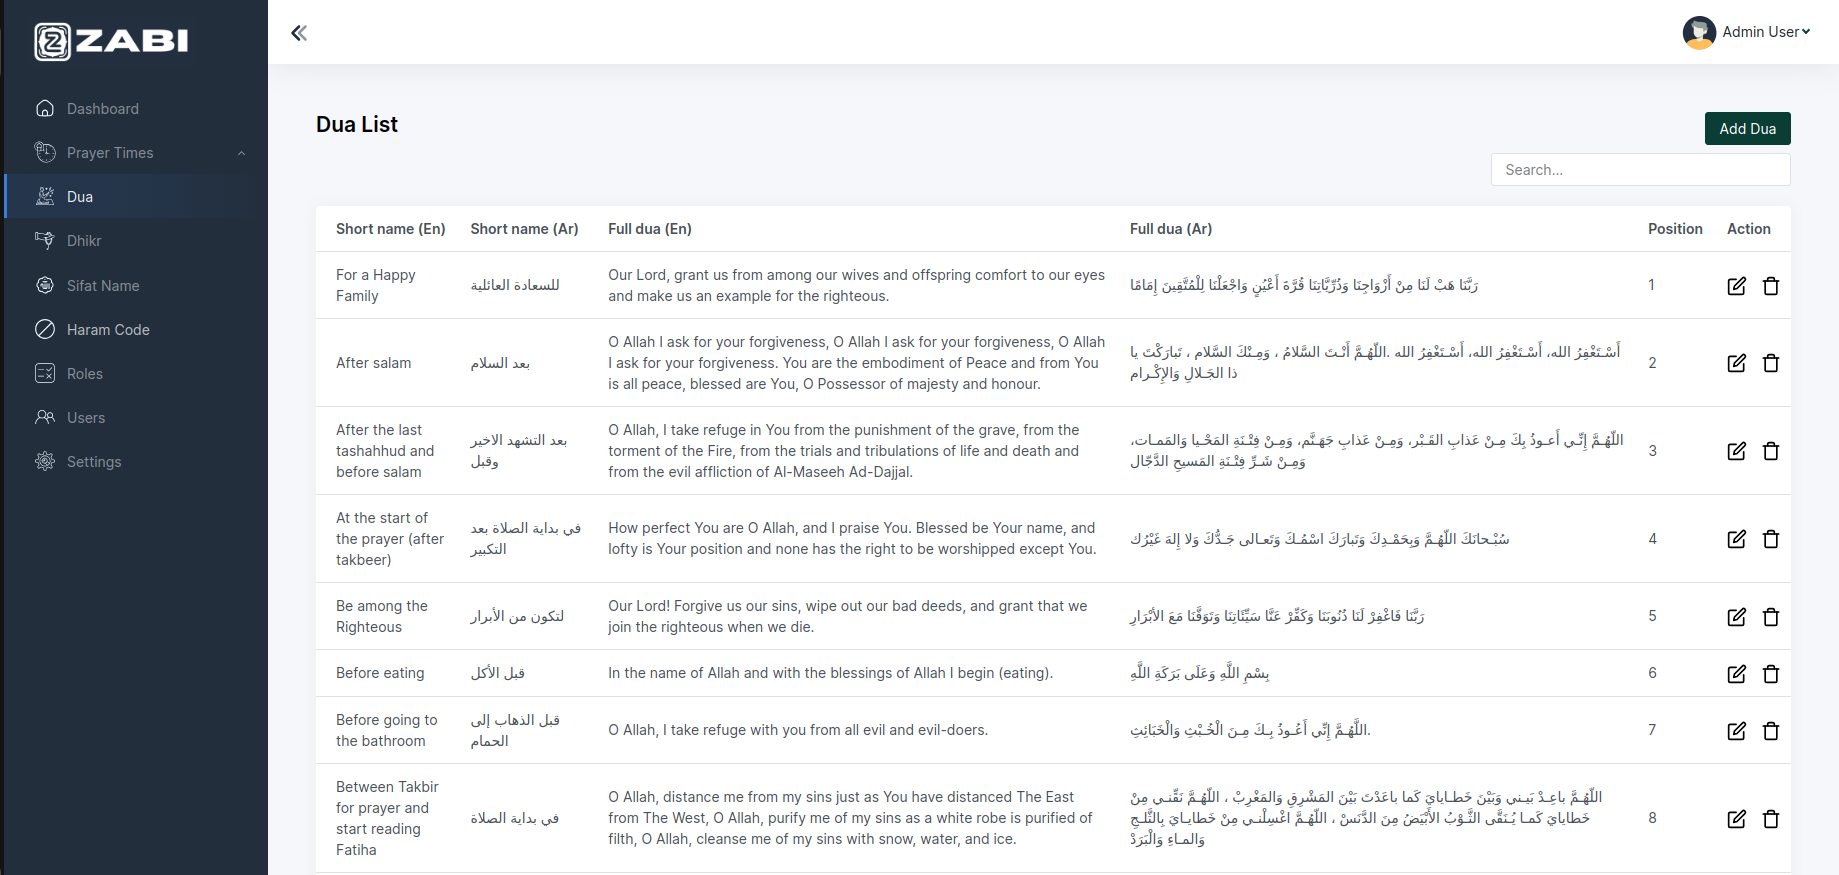 ZABI
Admin User
Dashboard
Prayer Times
Dua
Dhikr
Sifat Name
Haram Code
Roles
Users
Settings
Dua List
Add Dua
Search...
Short name (En) Short name (Ar) Full dua (En) Full dua (Ar) Position Action
For a Happy
Family
للسعادة العائلية
Our Lord, grant us from among our wives and offspring comfort to our eyes
and make us an example for the righteous.
رَبَّنَا هَبْ لَنَا مِنْ أَزْوَاجِنَا وَذُرِّيَّاتِنَا قُرَّةَ أَعْيُنٍ وَاجْعَلْنَا لِلْمُتَّقِينَ إِمَامًا
1
After salam
بعد السلام
O Allah I ask for your forgiveness, O Allah I ask for your forgiveness, O Allah
I ask for your forgiveness. You are the embodiment of Peace and from You
is all peace, blessed are You, O Possessor of majesty and honour.
أَسْـتَغْفِرُ الله، أَسْـتَغْفِرُ الله، أَسْـتَغْفِرُ الله .اللّهُـمَّ أَنْـتَ السَّلامُ ، وَمِـنْكَ السَّلام ، تَبارَكْتَ يا
ذا الجَـلالِ وَالإِكْـرام
2
After the last
tashahhud and
before salam
بعد التشهد الاخير
وقبل
O Allah, I take refuge in You from the punishment of the grave, from the
torment of the Fire, from the trials and tribulations of life and death and
from the evil affliction of Al-Maseeh Ad-Dajjal.
اللّهُـمَّ إِنِّـي أَعـوذُ بِكَ مِـنْ عَذابِ القَـبْر، وَمِـنْ عَذابِ جَهَـنَّم، وَمِـنْ فِتْـنَةِ المَحْـيا وَالمَمـات،
وَمِـنْ شَـرِّ فِتْـنَةِ المَسيحِ الدَّجّال
3
At the start of
the prayer (after
takbeer)
في بداية الصلاة بعد
التكبير
How perfect You are O Allah, and I praise You. Blessed be Your name, and
lofty is Your position and none has the right to be worshipped except You.
سُبْـحانَكَ اللّهُـمَّ وَبِحَمْـدِكَ وَتَبارَكَ اسْمُـكَ وَتَعـالى جَـدُّكَ وَلا إِلهَ غَيْرُك
4
Be among the
Righteous
لتكون من الأبرار
Our Lord! Forgive us our sins, wipe out our bad deeds, and grant that we
join the righteous when we die.
رَبَّنَا فَاغْفِرْ لَنَا ذُنُوبَنَا وَكَفِّرْ عَنَّا سَيِّئَاتِنَا وَتَوَفَّنَا مَعَ الأَبْرَارِ
5
Before eating
قبل الأكل
In the name of Allah and with the blessings of Allah I begin (eating).
بِسْمِ اللَّهِ وَعَلَى بَرَكَةِ اللَّهِ
6
Before going to
the bathroom
قبل الذهاب إلى
الحمام
O Allah, I take refuge with you from all evil and evil-doers.
اللَّهُـمَّ إِنِّي أَعُـوذُ بِـكَ مِـنَ الْخُـبْثِ وَالْخَبَائِثِ.
7
Between Takbir
for prayer and
start reading
Fatiha
في بداية الصلاة
O Allah, distance me from my sins just as You have distanced The East
from The West, O Allah, purify me of my sins as a white robe is purified of
filth, O Allah, cleanse me of my sins with snow, water, and ice.
اللّهُـمَّ باعِـدْ بَيـني وَبَيْنَ خَطـايايَ كَما باعَدْتَ بَيْنَ المَشْرِقِ وَالمَغْرِبْ ، اللّهُـمَّ نَقِّنـي مِنْ
خَطايايَ كَمـا يُـنَقّى الثَّـوْبُ الأَبْيَضُ مِنَ الدَّنَسْ ، اللّهُـمَّ اغْسِلْنـي مِنْ خَطايـايَ بِالثَّلـجِ
وَالمـاءِ وَالْبَرَدْ
8